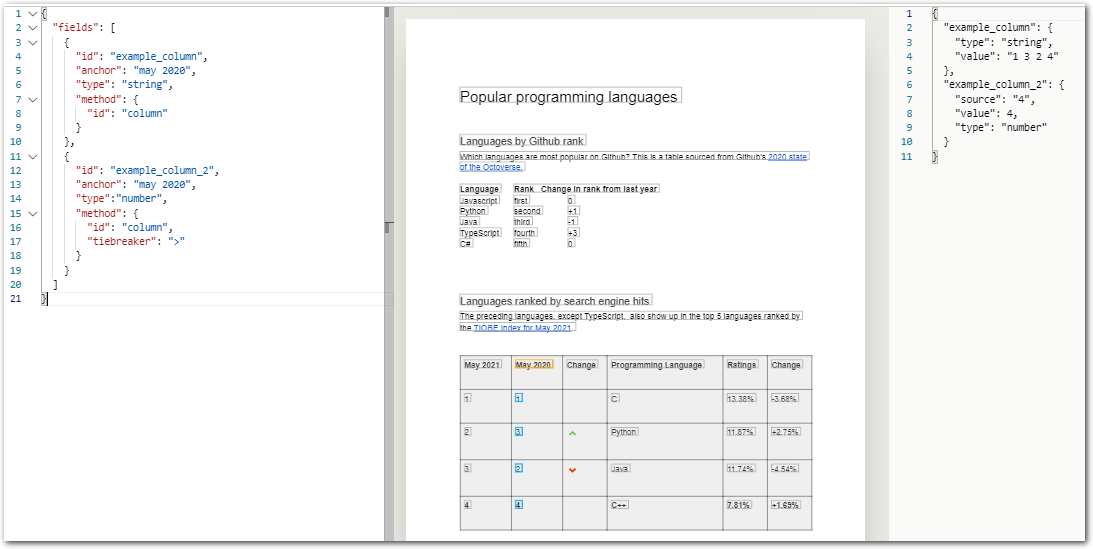 1 {
2 "fields": [
3 {
4 "id": "example_column",
5 "anchor": "may 2020",
6 "type": "string",
7 "method": {
8 "id": "column"
9 }
10 },
11 {
12 "id": "example_column_2",
13 "anchor": "may 2020",
14 "type":"number",
15 "method": {
16 "id": "column",
17 "tiebreaker": ">"
18 }
19 }
20 ]
21 }
Popular programming languages
Languages by Github rank
Which languages are most popular on Github? This is a table sourced from Github's 2020 state
of the Octoverse.
Language Rank Change in rank from last year
Javascript first 0
Python second +1
Java third -1
TypeScript fourth +3
C# fifth 0
Languages ranked by search engine hits
The preceding languages, except TypeScript, also show up in the top 5 languages ranked by
the TIOBE Index for May 2021.
May 2021 May 2020 Change Programming Language Ratings Change
1 1 C 13.38% -3.68%
2 3 Python 11.87% +2.75%
3 2 Java 11.74% -4.54%
4 4 C++ 7.81% +1.69%
1 {
2 "example_column": {
3 "type": "string",
4 "value": "1 3 2 4"
5 },
6 "example_column_2": {
7 "source": "4",
8 "value": 4,
9 "type": "number"
10 }
11 }